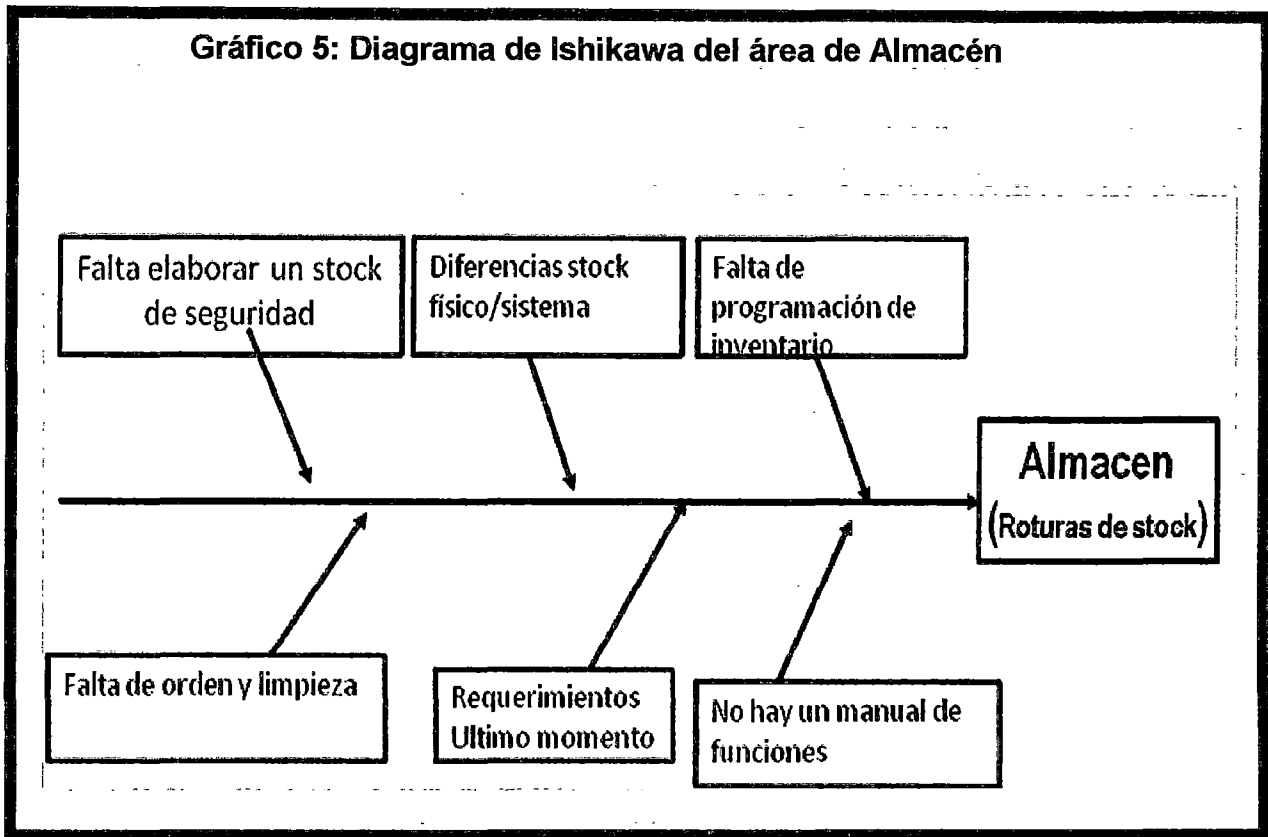 Gráfico 5: Diagrama de Ishikawa del área de Almacén
Falta elaborar un stock
de seguridad
Diferencias stock
físico/sistema
Falta de
programación de
inventario
Almacen
(Roturas de stock)
Falta de orden y limpieza
Requerimientos
Ultimo momento
No hay un manual de
funciones